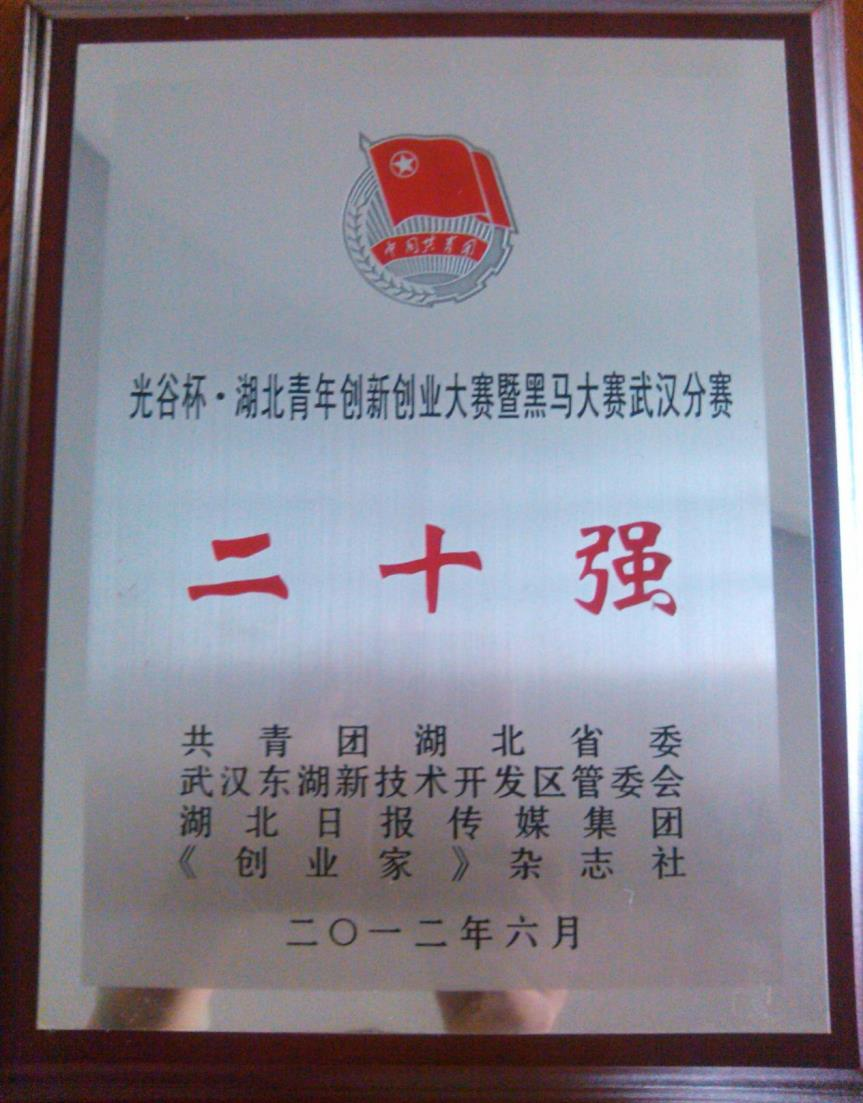 中国共青团
光谷杯·湖北青年创新创业大赛暨黑马大赛武汉分赛
二十强
共青团湖北省委
武汉东湖新技术开发区管委会
湖北日报传媒集团
《创业家》杂志社
二〇一二年六月